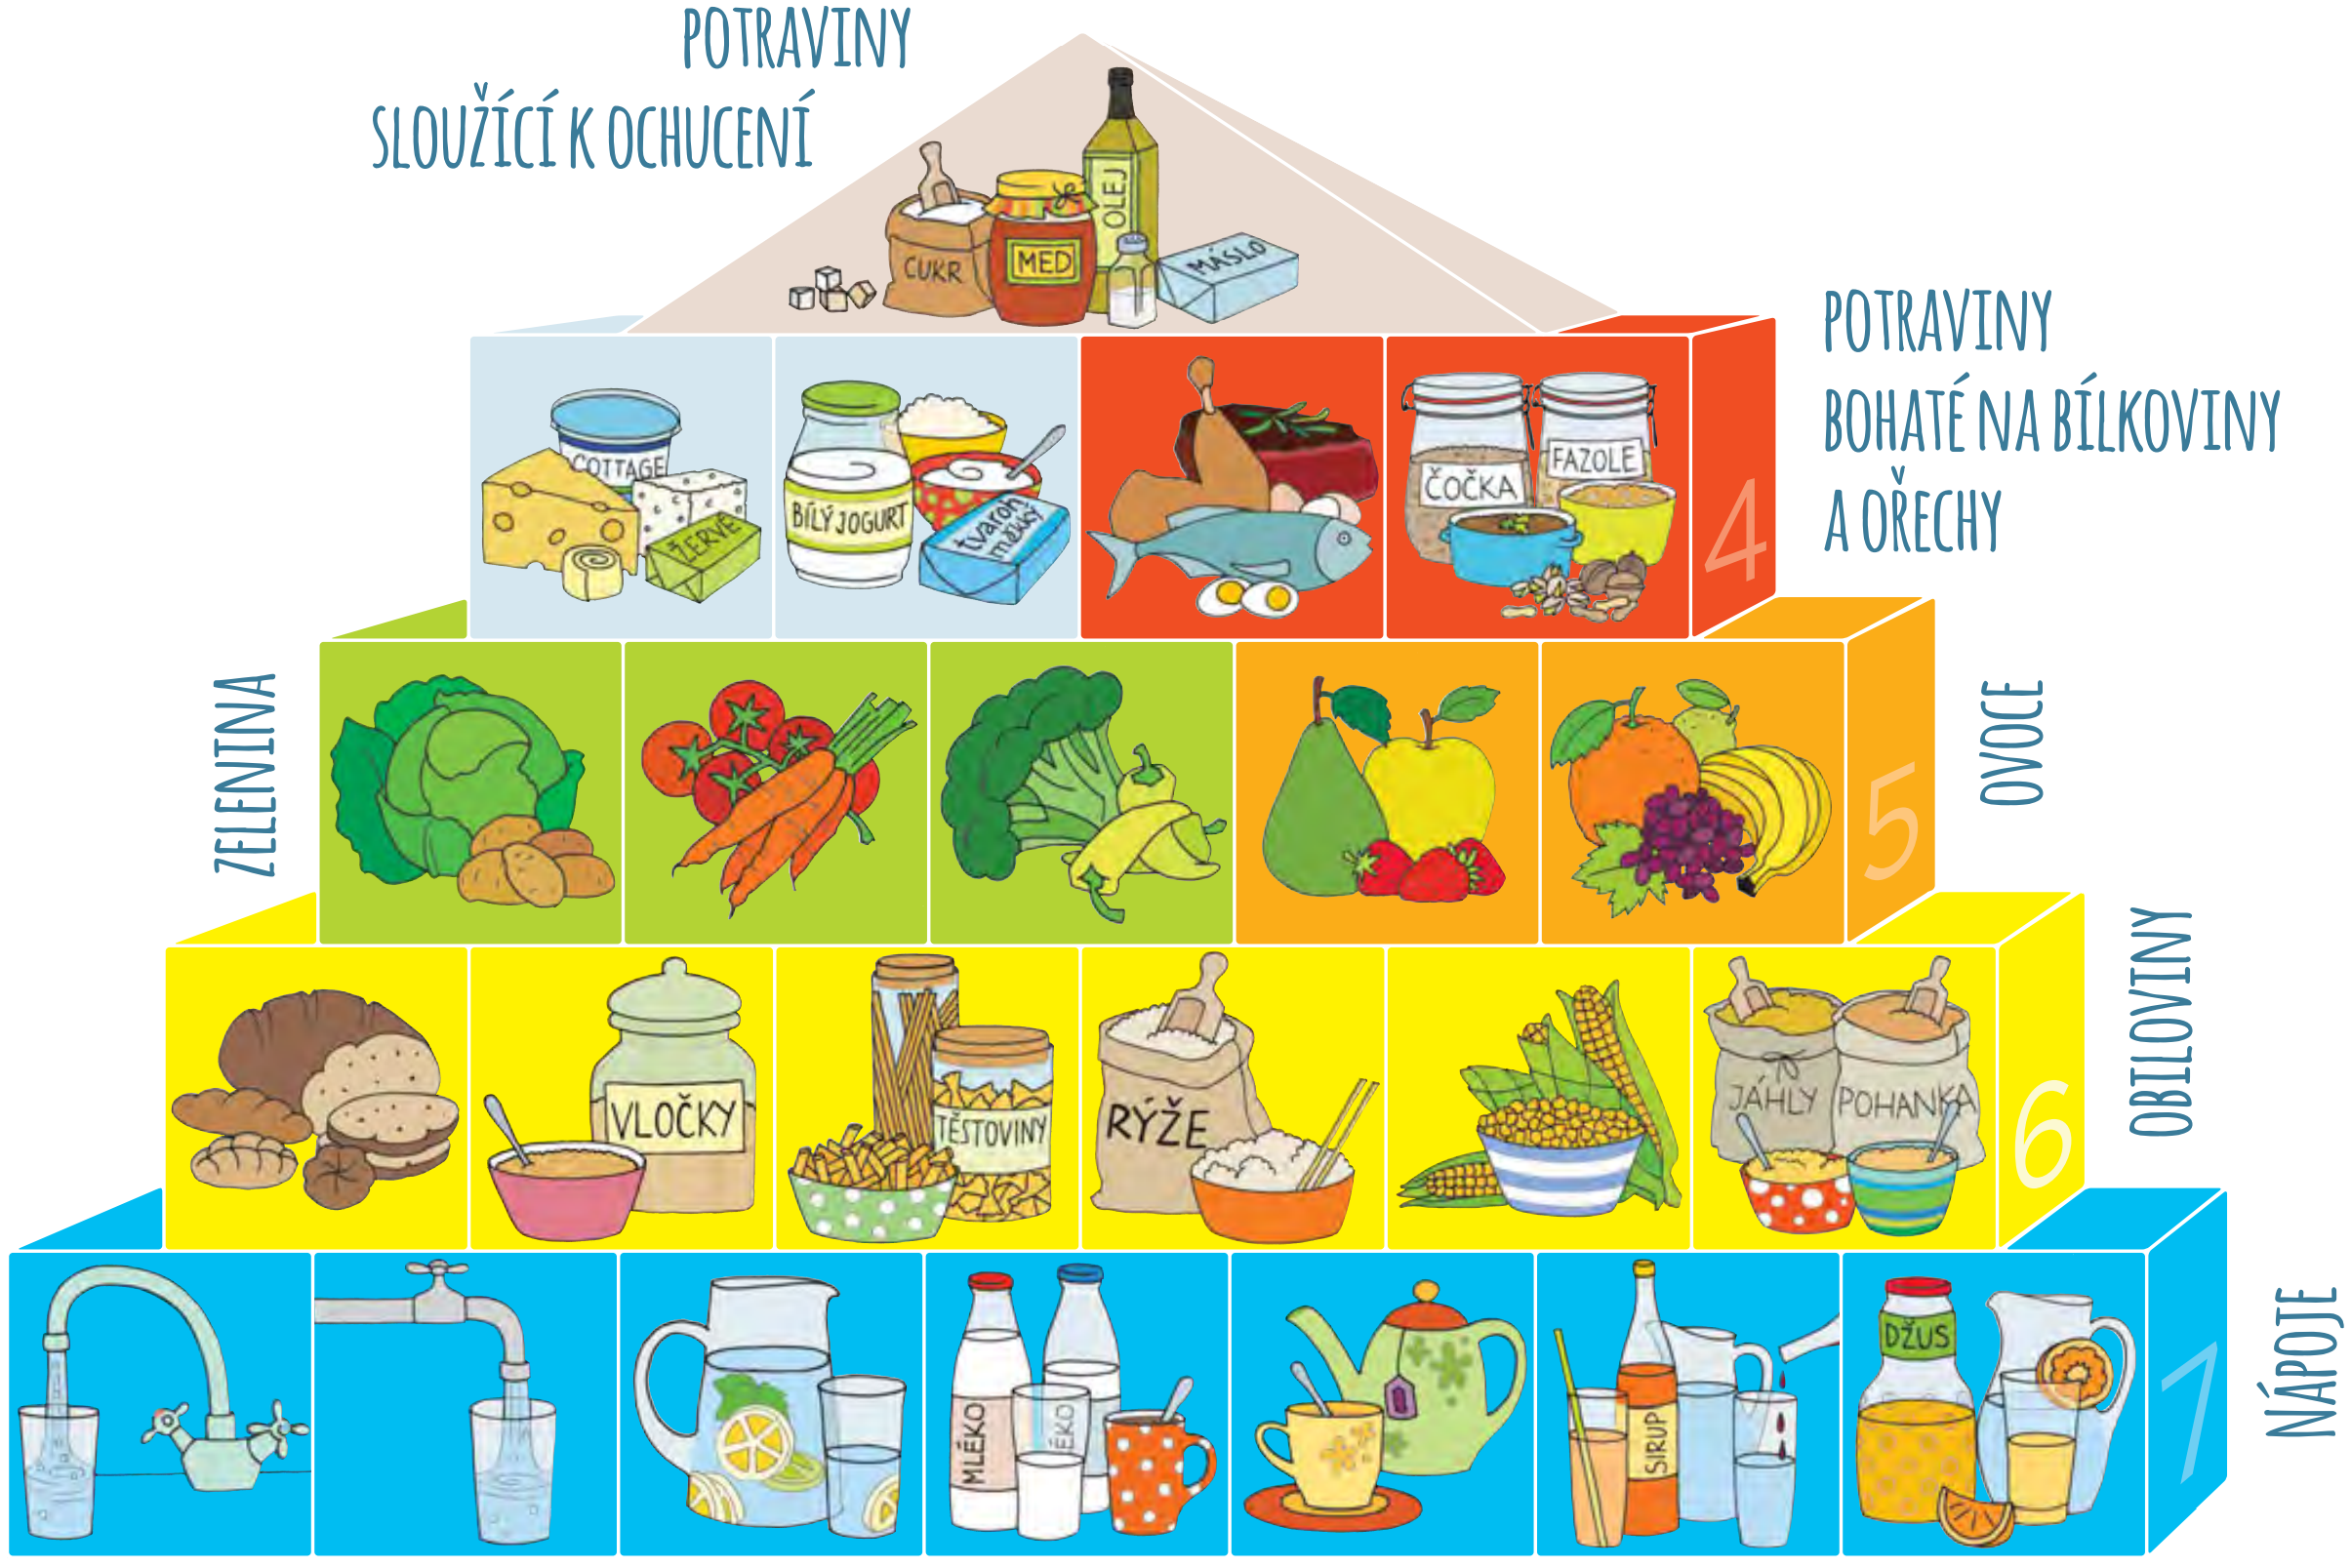 POTRAVINY
SLOUŽÍCÍ K OCHUCENÍ
OLEJ
CUKR
MED
MÁSLO
POTRAVINY
BOHATÉ NA BÍLKOVINY
A OŘECHY
COTTAGE
ŽERVÉ
BÍLÝ JOGURT
tvaroh
měkký
ČOČKA
FAZOLE
4
ZELENINA
5
OVOCE
VLOČKY
TĚSTOVINY
RÝŽE
JÁHLY
POHANKA
6
OBILOVINY
MLÉKO
LÉKO
SIRUP
DŽUS
7
NÁPOJE